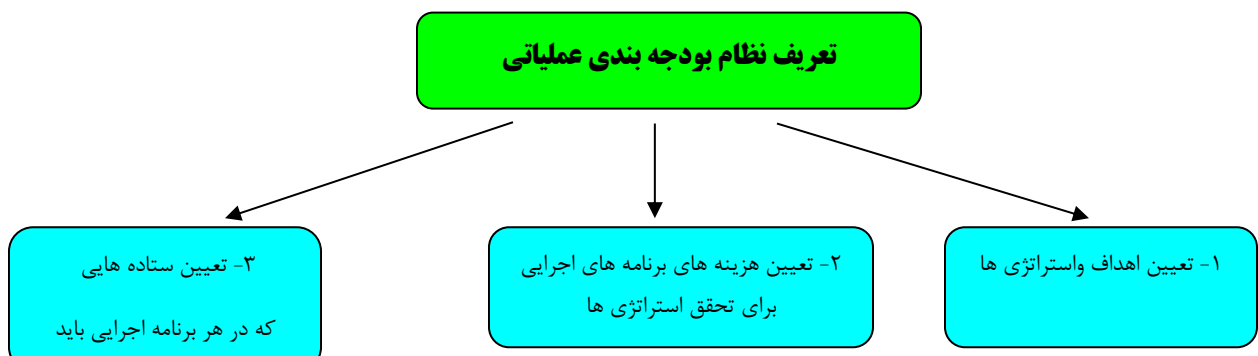 تعریف نظام بودجه بندی عملیاتی
۱- تعیین اهداف واستراتژی ها
۲- تعیین هزینه های برنامه های اجرایی
برای تحقق استراتژی ها
۳- تعیین ستاده هایی
که در هر برنامه اجرایی باید